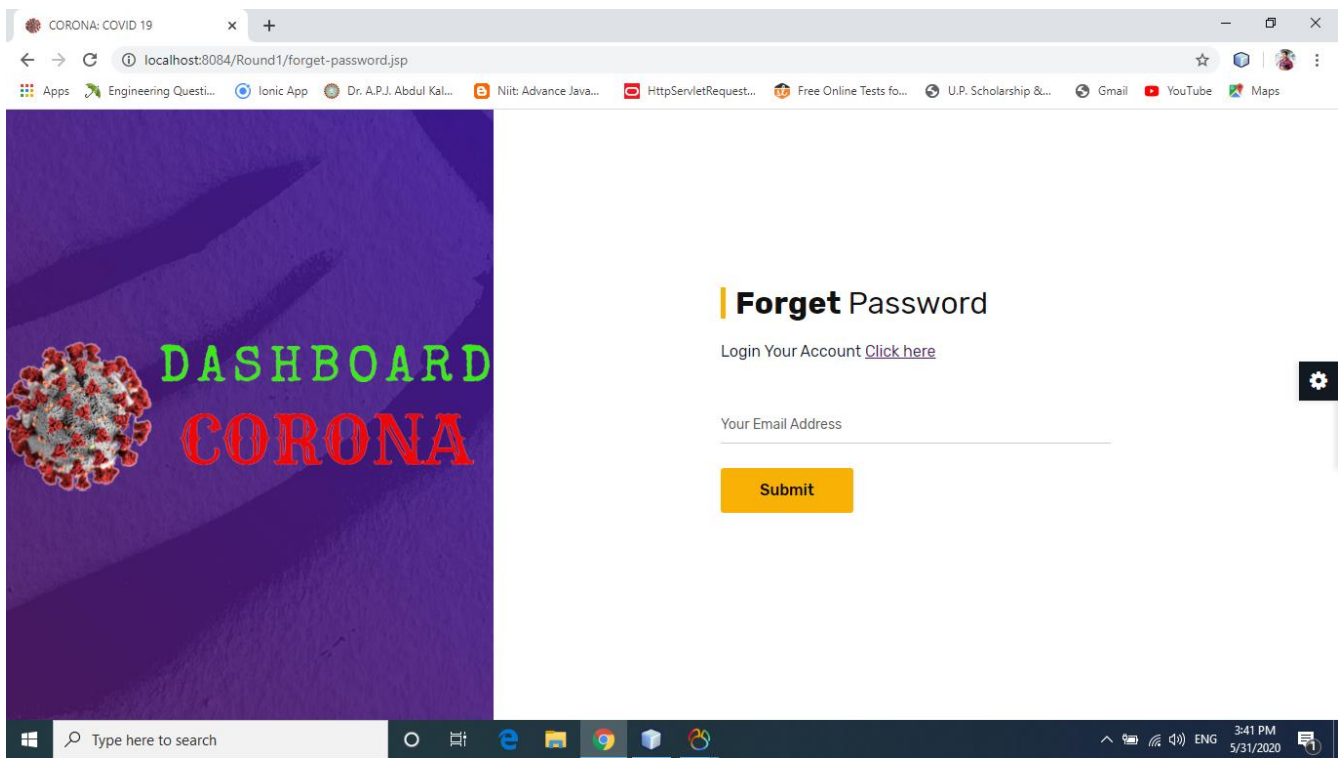 CORONA: COVID 19
localhost:8084/Round1/forget-password.jsp
Apps Engineering Questi... Ionic App Dr. A.P.J. Abdul Kal... Niit: Advance Java... HttpServletRequest... Free Online Tests fo... U.P. Scholarship &... Gmail YouTube Maps
DASHBOARD
CORONA
Forget Password
Login Your Account Click here
Your Email Address
Submit
Type here to search
ENG
3:41 PM
5/31/2020
1